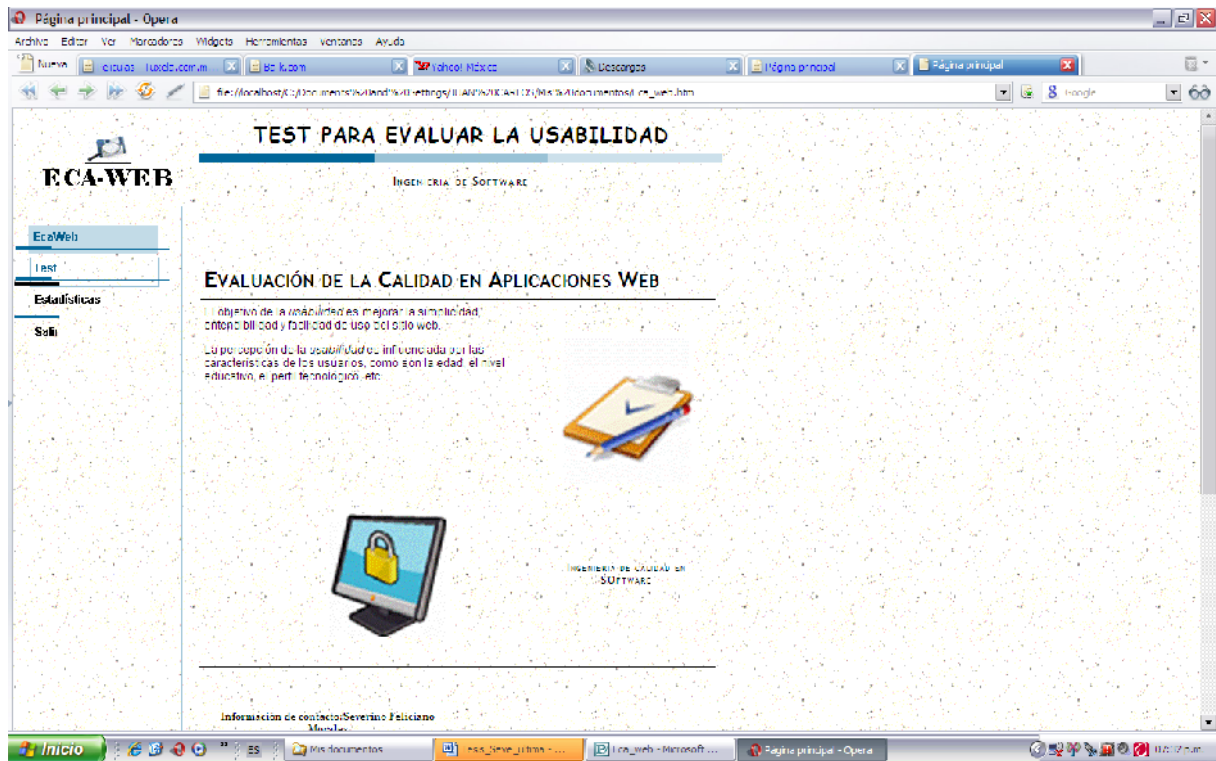 Página principal - Opera
Archivo Editar Ver Marcadores Widgets Herramientas Ventanas Ayuda
Nueva
Yahoo! México
Descargas
Página principal
Página principal
Google
TEST PARA EVALUAR LA USABILIDAD
ECA-WEB
INGENIERIA DE SOFTWARE
EcaWeb
Test
Estadísticas
Salir
EVALUACIÓN DE LA CALIDAD EN APLICACIONES WEB
El objetivo de la usabilidad es mejorar la simplicidad,
entendibilidad y facilidad de uso del sitio web.
La percepción de la usabilidad es influenciada por las
características de los usuarios, como son la edad, el nivel
educativo, el perfil tecnológico, etc
INGENIERIA DE CALIDAD EN
SOFTWARE
Información de contacto:Severino Feliciano
Morales
Inicio
ES
Mis documentos
Eca_web - Microsoft ...
Página principal - Opera